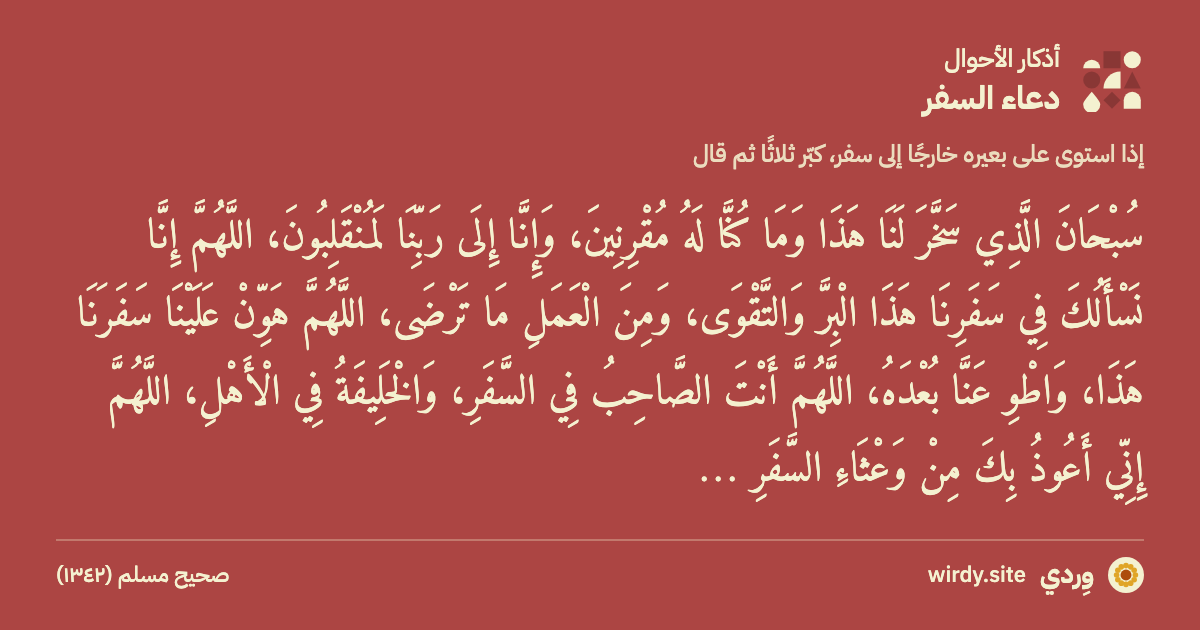 أذكار الأحوال
دعاء السفر
إذا استوى على بعيره خارجًا إلى سفر، كبّر ثلاثًا ثم قال
سُبْحَانَ الَّذِي سَخَّرَ لَنَا هَذَا وَمَا كُنَّا لَهُ مُقْرِنِينَ، وَإِنَّا إِلَى رَبِّنَا لَمُنْقَلِبُونَ، اللَّهُمَّ إِنَّا
نَسْأَلُكَ فِي سَفَرِنَا هَذَا الْبِرَّ وَالتَّقْوَى، وَمِنَ الْعَمَلِ مَا تَرْضَى، اللَّهُمَّ هَوِّنْ عَلَيْنَا سَفَرَنَا
هَذَا، وَاطْوِ عَنَّا بُعْدَهُ، اللَّهُمَّ أَنْتَ الصَّاحِبُ فِي السَّفَرِ، وَالْخَلِيفَةُ فِي الْأَهْلِ، اللَّهُمَّ
إِنِّي أَعُوذُ بِكَ مِنْ وَعْثَاءِ السَّفَرِ ...
وِردي wirdy.site
صحيح مسلم (١٣٤٢)